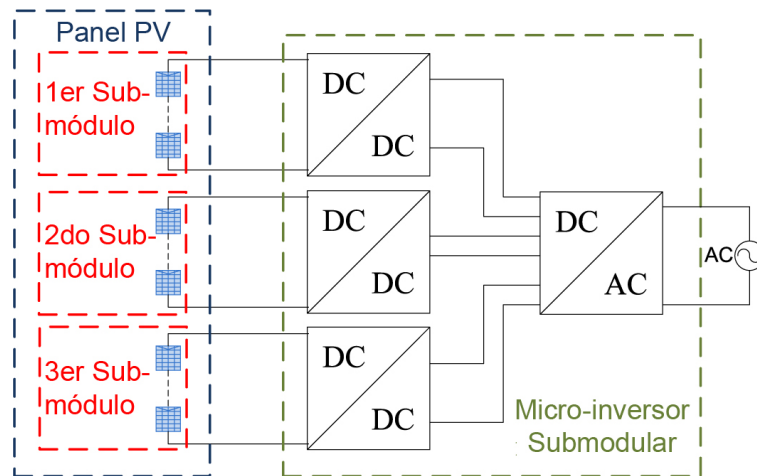 Panel PV
1er Sub-
módulo
DC
DC
2do Sub-
módulo
DC
DC
DC
AC
AC
3er Sub-
módulo
DC
DC
Micro-inversor
Submodular